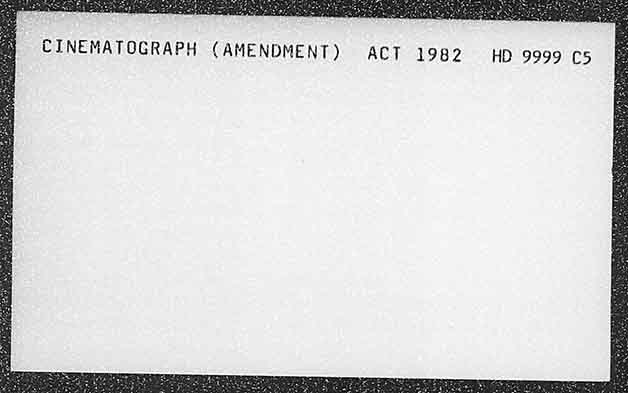 CINEMATOGRAPH (AMENDMENT) ACT 1982 HD 9999 C5